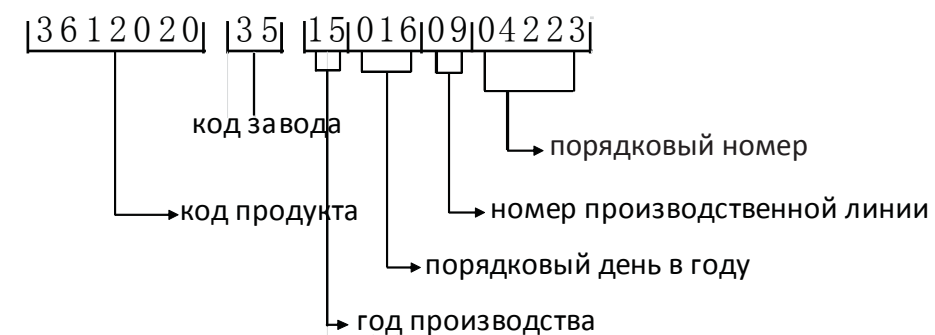 3612020 35 15 016 09 04223
код завода
порядковый номер
код продукта
номер производственной линии
порядковый день в году
год производства